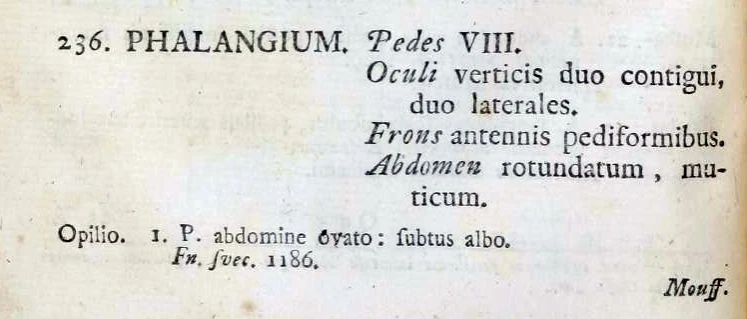 236. PHALANGIUM. Pedes VIII.
Oculi verticis duo contigui,
duo laterales.
Frons antennis pediformibus.
Abdomen rotundatum, mu-
ticum.
Opilio. 1. P. abdomine ovato: ſubtus albo.
Fn. ſvec. 1186.
Mouff.